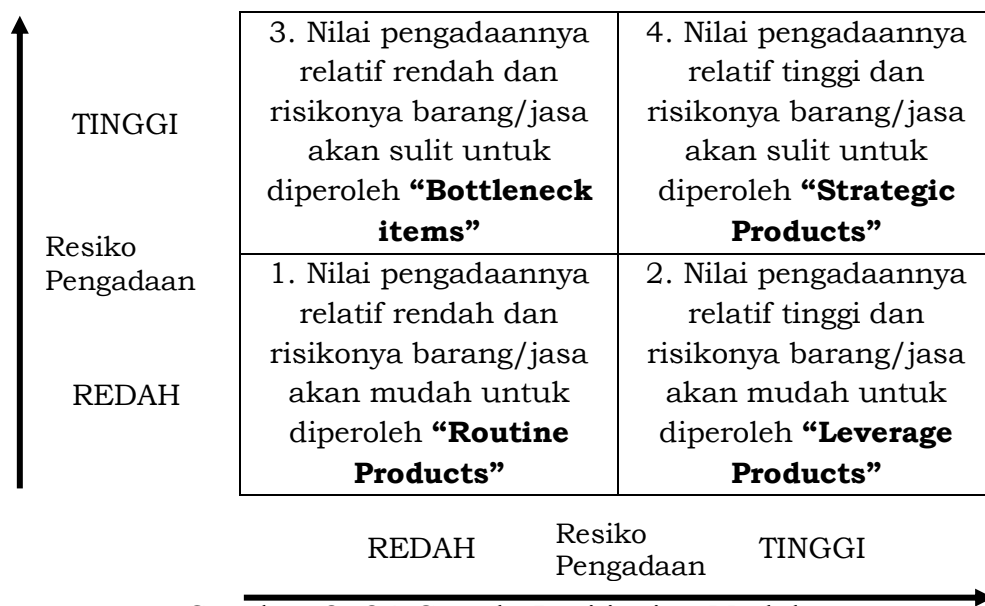 3. Nilai pengadaannya
relatif rendah dan
risikonya barang/jasa
akan sulit untuk
diperoleh “Bottleneck
items”
4. Nilai pengadaannya
relatif tinggi dan
risikonya barang/jasa
akan sulit untuk
diperoleh “Strategic
Products”
TINGGI
Resiko
Pengadaan
REDAH
1. Nilai pengadaannya
relatif rendah dan
risikonya barang/jasa
akan mudah untuk
diperoleh “Routine
Products”
2. Nilai pengadaannya
relatif tinggi dan
risikonya barang/jasa
akan mudah untuk
diperoleh “Leverage
Products”
REDAH
Resiko
Pengadaan
TINGGI